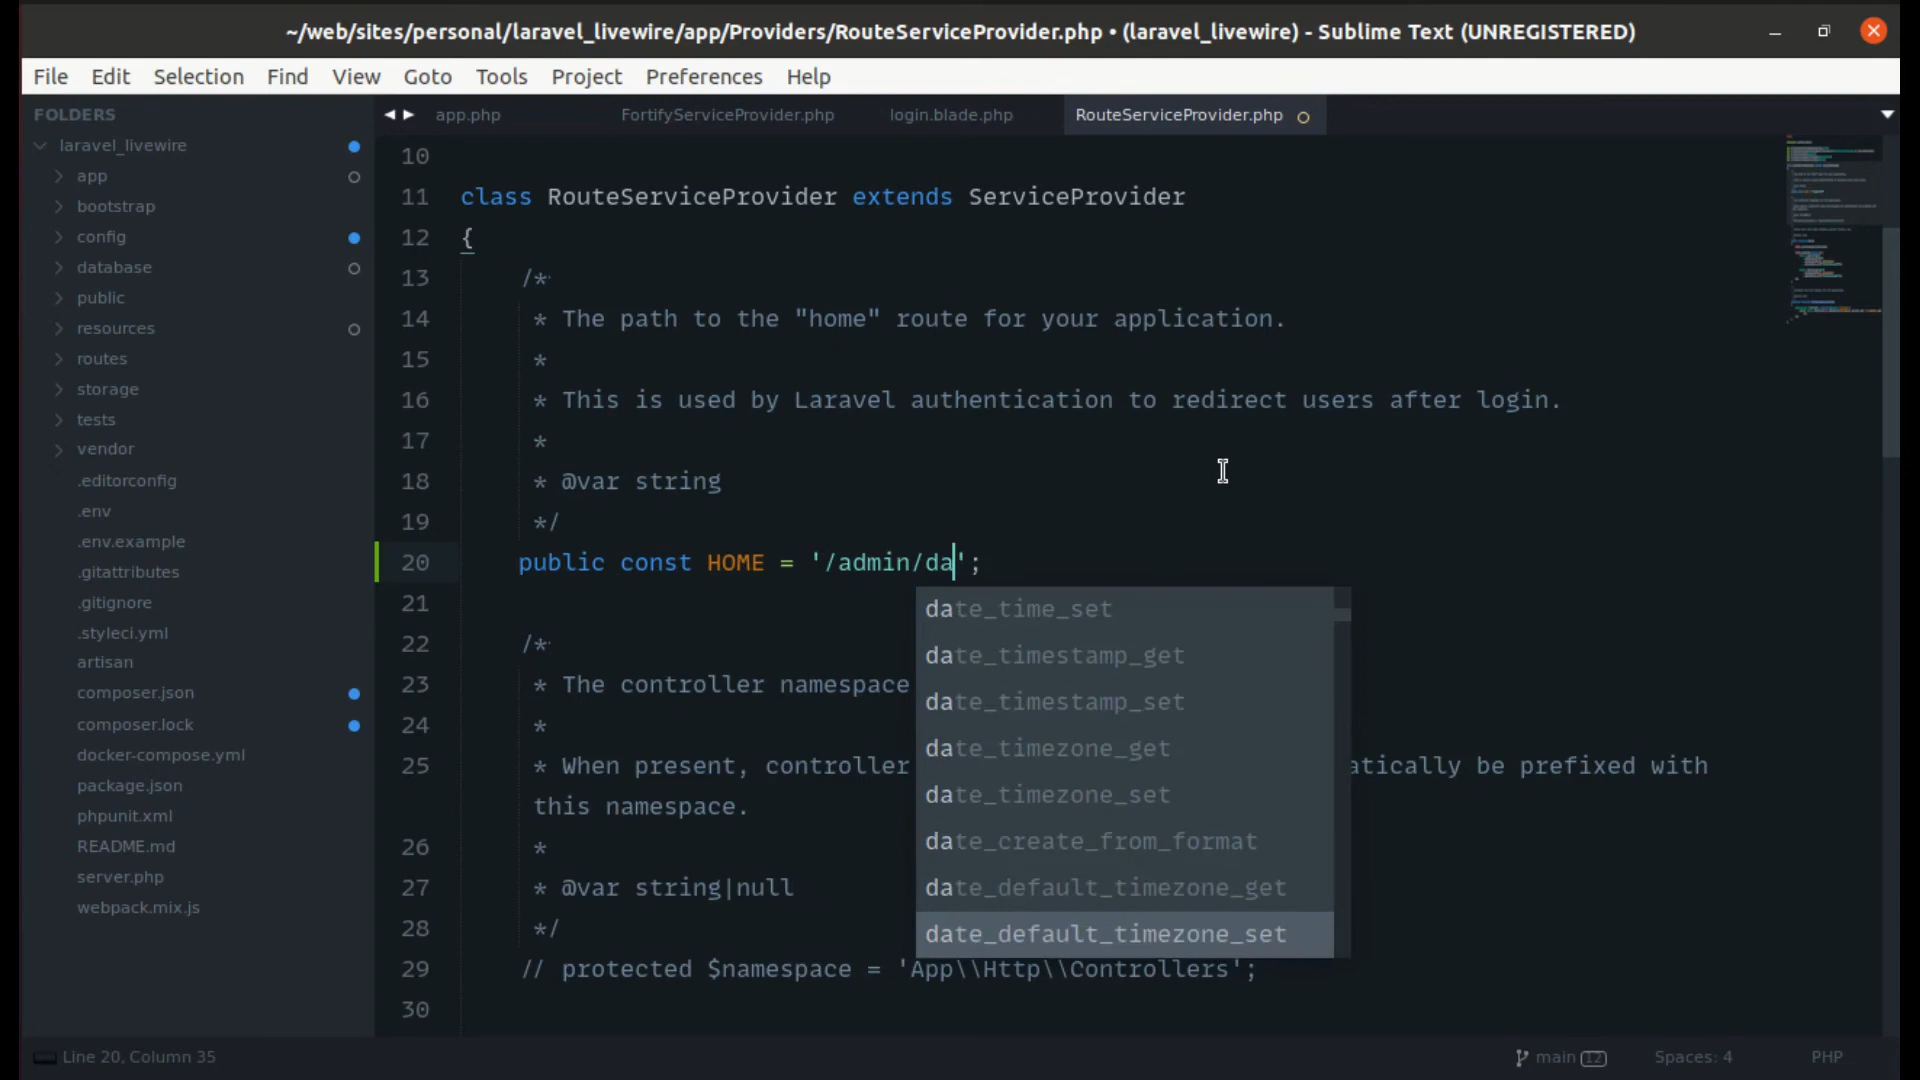 ~/web/sites/personal/laravel_livewire/app/Providers/RouteServiceProvider.php • (laravel_livewire) - Sublime Text (UNREGISTERED)
File Edit Selection Find View Goto Tools Project Preferences Help
FOLDERS
laravel_livewire
app
bootstrap
config
database
public
resources
routes
storage
tests
vendor
.editorconfig
.env
.env.example
.gitattributes
.gitignore
.styleci.yml
artisan
composer.json
composer.lock
docker-compose.yml
package.json
phpunit.xml
README.md
server.php
webpack.mix.js
app.php FortifyServiceProvider.php login.blade.php RouteServiceProvider.php
10
11 class RouteServiceProvider extends ServiceProvider
12 {
13 /**
14 * The path to the "home" route for your application.
15 *
16 * This is used by Laravel authentication to redirect users after login.
17 *
18 * @var string
19 */
20 public const HOME = '/admin/da';
21
22 /**
23 * The controller namespace
24 *
25 * When present, controller atically be prefixed with
this namespace.
26 *
27 * @var string|null
28 */
29 // protected $namespace = 'App\\Http\\Controllers';
30
date_time_set
date_timestamp_get
date_timestamp_set
date_timezone_get
date_timezone_set
date_create_from_format
date_default_timezone_get
date_default_timezone_set
Line 20, Column 35 main 12 Spaces: 4 PHP